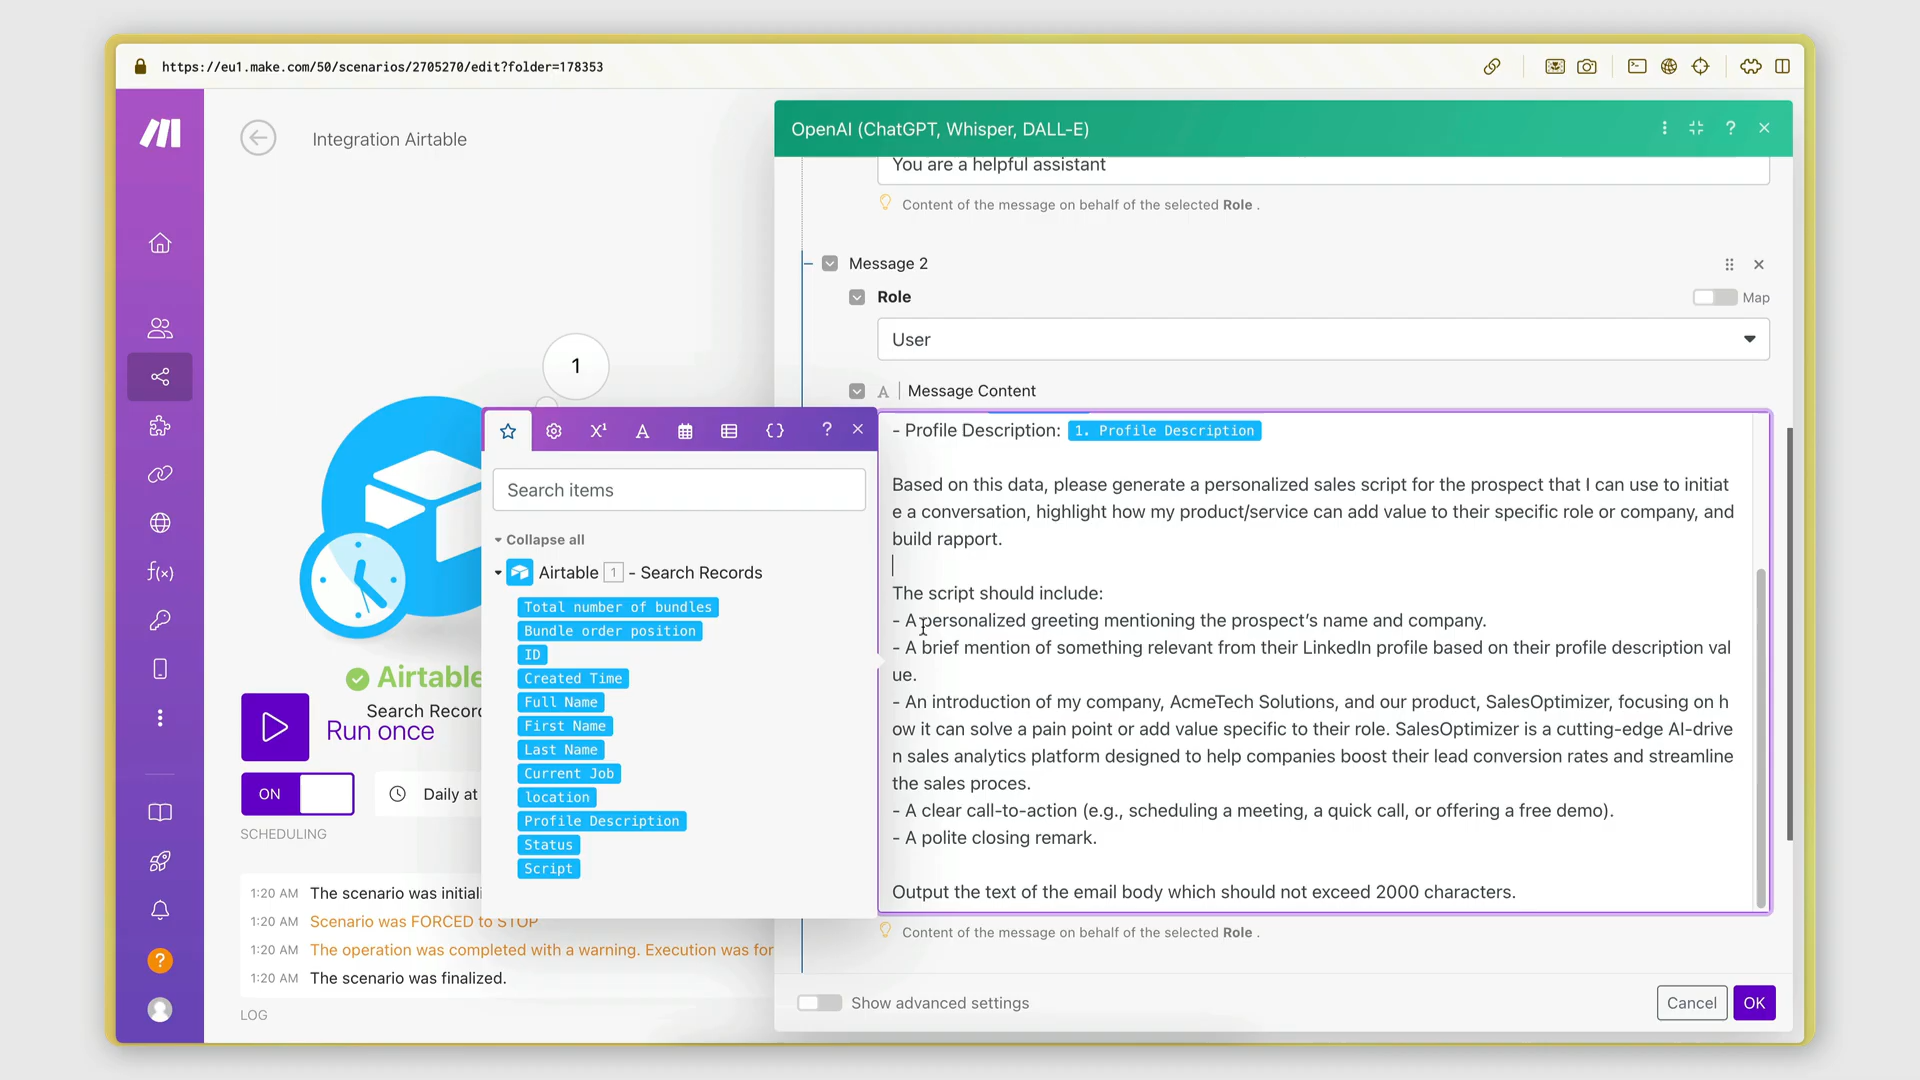 https://eu1.make.com/50/scenarios/2705270/edit?folder=178353
Integration Airtable
OpenAI (ChatGPT, Whisper, DALL-E)
You are a helpful assistant
Content of the message on behalf of the selected Role .
Message 2
Role
Map
User
A | Message Content
1
- Profile Description: 1. Profile Description
Based on this data, please generate a personalized sales script for the prospect that I can use to initiat
e a conversation, highlight how my product/service can add value to their specific role or company, and
build rapport.
The script should include:
- A personalized greeting mentioning the prospect’s name and company.
- A brief mention of something relevant from their LinkedIn profile based on their profile description val
ue.
- An introduction of my company, AcmeTech Solutions, and our product, SalesOptimizer, focusing on h
ow it can solve a pain point or add value specific to their role. SalesOptimizer is a cutting-edge AI-drive
n sales analytics platform designed to help companies boost their lead conversion rates and streamline
the sales proces.
- A clear call-to-action (e.g., scheduling a meeting, a quick call, or offering a free demo).
- A polite closing remark.
Output the text of the email body which should not exceed 2000 characters.
Content of the message on behalf of the selected Role .
Search items
Collapse all
Airtable 1 - Search Records
Total number of bundles
Bundle order position
ID
Created Time
Full Name
First Name
Last Name
Current Job
location
Profile Description
Status
Script
Airtable
Search Record
Run once
ON
Daily at
SCHEDULING
1:20 AM The scenario was initiali
1:20 AM Scenario was FORCED to STOP
1:20 AM The operation was completed with a warning. Execution was for
1:20 AM The scenario was finalized.
LOG
Show advanced settings
Cancel
OK